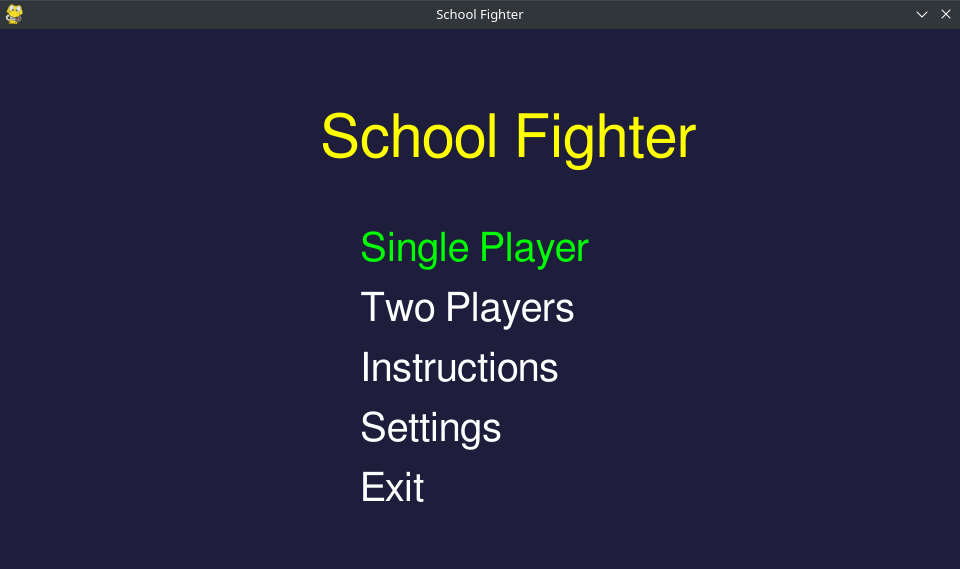 School Fighter
School Fighter
Single Player
Two Players
Instructions
Settings
Exit